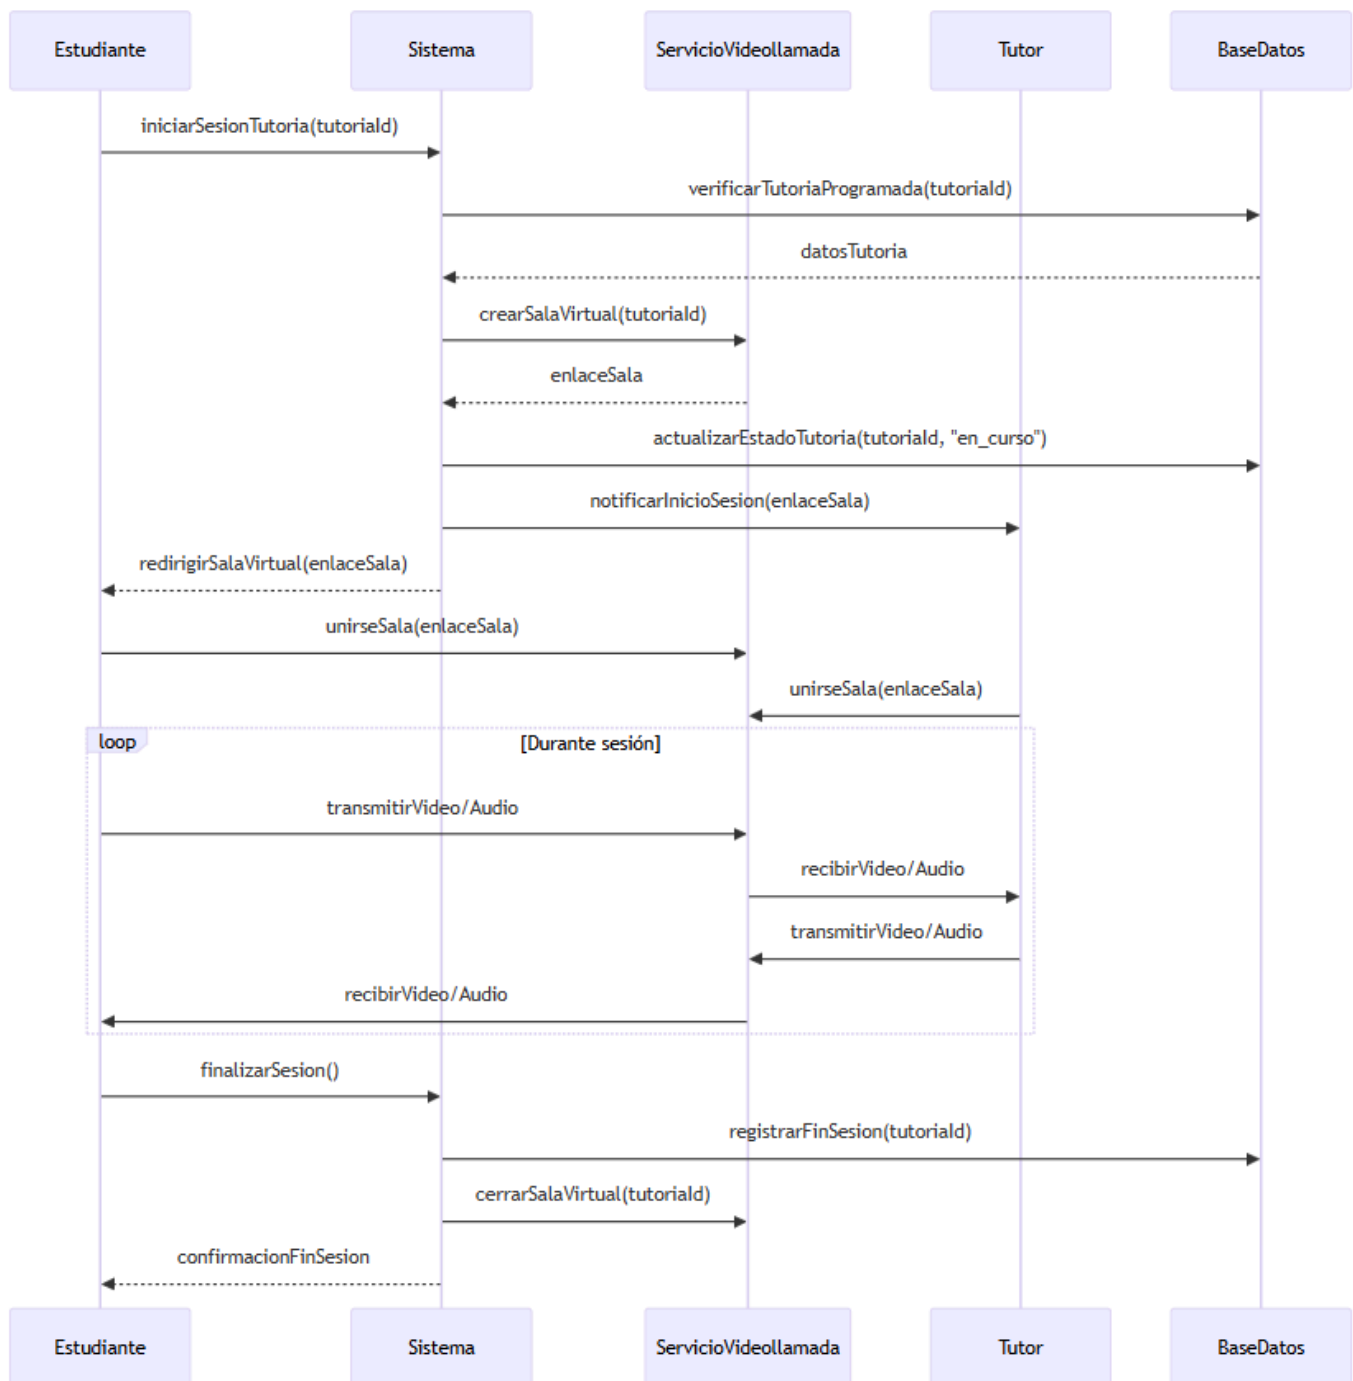 Estudiante Sistema ServicioVideollamada Tutor BaseDatos
iniciarSesionTutoria(tutoriaId)
verificarTutoriaProgramada(tutoriaId)
datosTutoria
crearSalaVirtual(tutoriaId)
enlaceSala
actualizarEstadoTutoria(tutoriaId, "en_curso")
notificarInicioSesion(enlaceSala)
redirigirSalaVirtual(enlaceSala)
unirseSala(enlaceSala)
unirseSala(enlaceSala)
loop [Durante sesión]
transmitirVideo/Audio
recibirVideo/Audio
transmitirVideo/Audio
recibirVideo/Audio
finalizarSesion()
registrarFinSesion(tutoriaId)
cerrarSalaVirtual(tutoriaId)
confirmacionFinSesion
Estudiante Sistema ServicioVideollamada Tutor BaseDatos